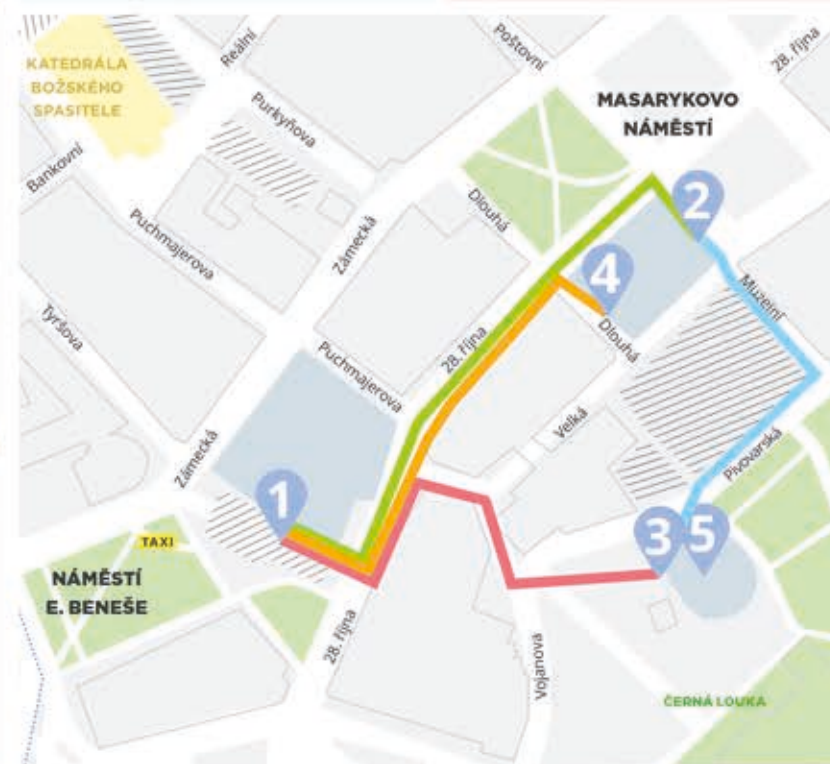 KATEDRÁLA
BOŽSKÉHO
SPASITELE
Reální
Poštovní
28. října
MASARYKOVO
NÁMĚSTÍ
Purkyňova
Bankovní
Dlouhá
2
Puchmajerova
Zámecká
4
Muzejní
Tyršova
Puchmajerova
28. října
Dlouhá
Velká
Zámecká
Pivovarská
1
TAXI
3
5
NÁMĚSTÍ
E. BENEŠE
28. října
Vojanova
ČERNÁ LOUKA